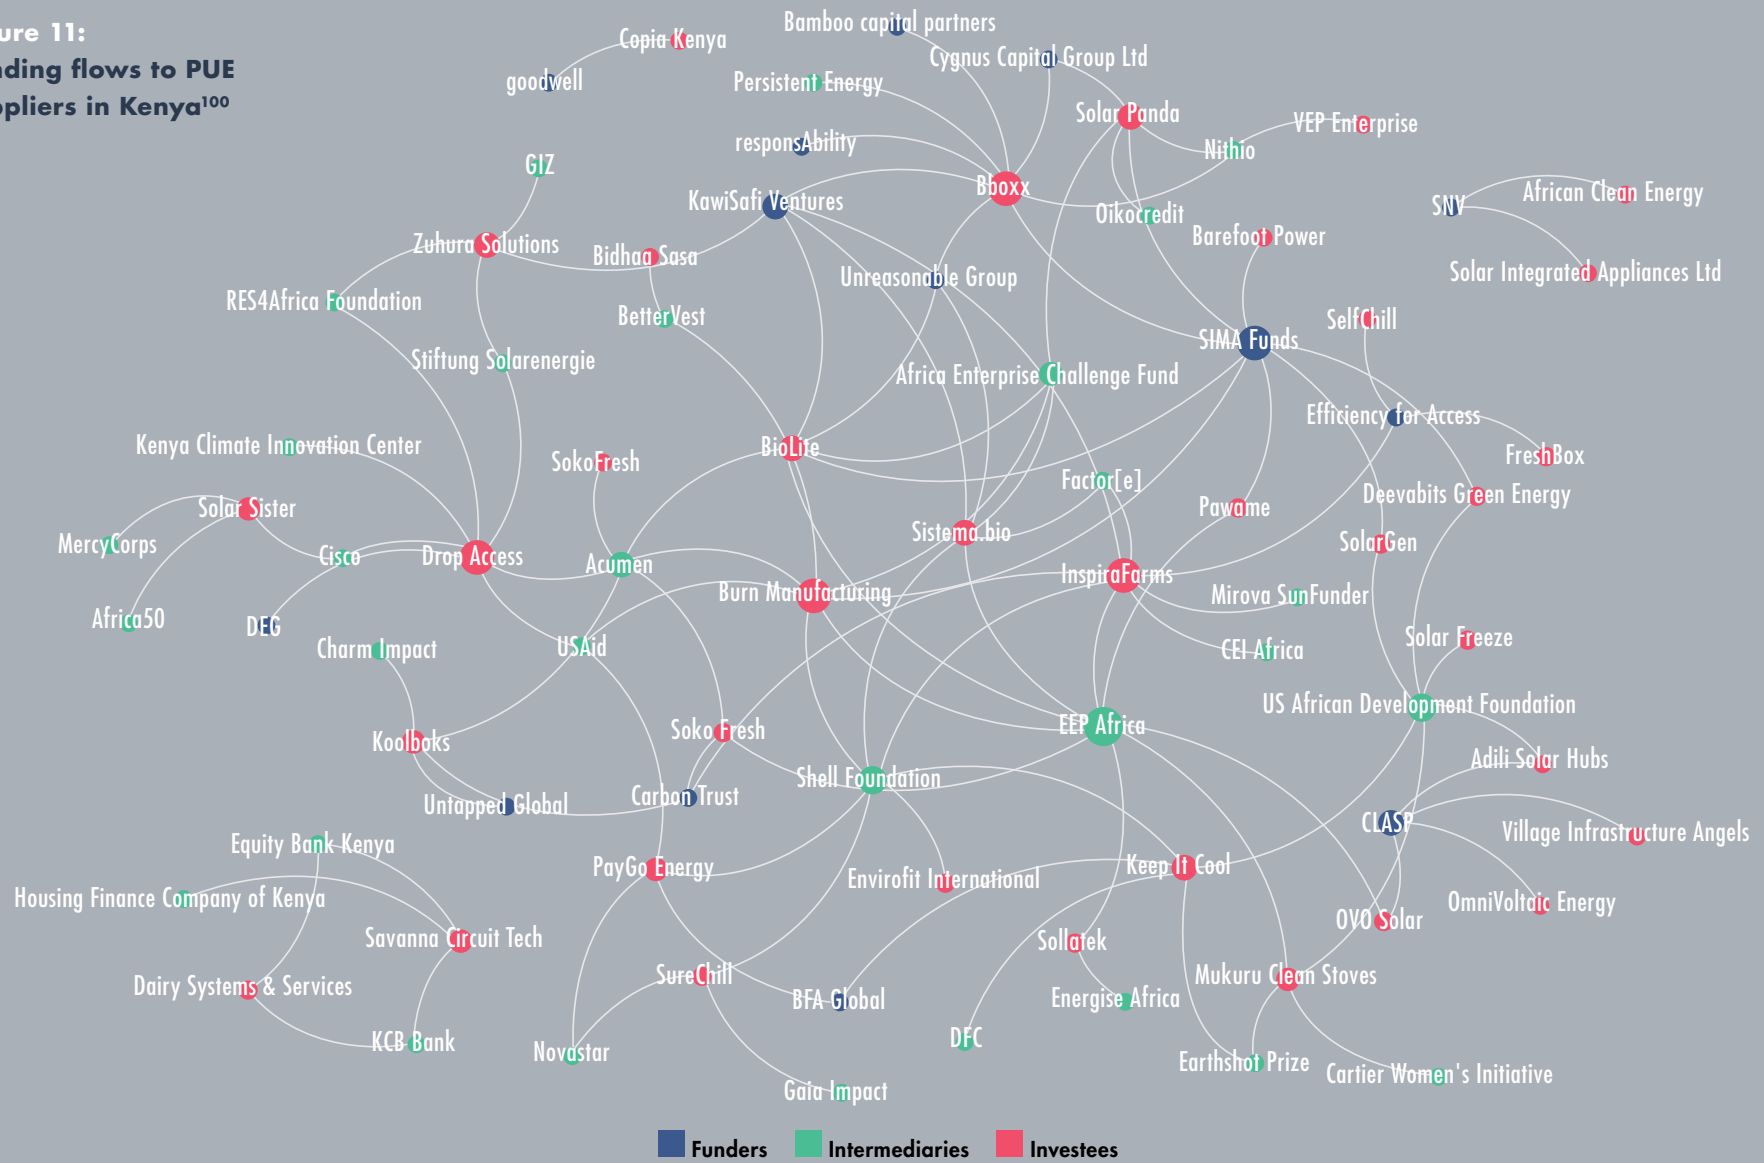 ure 11:
nding flows to PUE
ppliers in Kenya¹⁰⁰
Bamboo capital partners
Copia Kenya
Cygnus Capital Group Ltd
goodwell
Persistent Energy
Solar Panda
VEP Enterprise
responsAbility
Nithio
GIZ
Bboxx
African Clean Energy
KawiSafi Ventures
SNV
Oikocredit
Barefoot Power
Zuhura Solutions
Bidhaa Sasa
Unreasonable Group
Solar Integrated Appliances Ltd
RES4Africa Foundation
BetterVest
SelfChill
SIMA Funds
Stiftung Solarenergie
Africa Enterprise Challenge Fund
Efficiency for Access
Kenya Climate Innovation Center
BioLite
SokoFresh
FreshBox
Factor[e]
Deevabits Green Energy
Solar Sister
Pawame
Sistema.bio
MercyCorps
SolarGen
Cisco
Drop Access
Acumen
InspiraFarms
Burn Manufacturing
Mirova SunFunder
Africa50
DEG
Solar Freeze
Charm Impact
USAid
CEI Africa
US African Development Foundation
EEP Africa
Koolboks
Soko Fresh
Adili Solar Hubs
Shell Foundation
Untapped Global
Carbon Trust
CLASP
Village Infrastructure Angels
Equity Bank Kenya
PayGo Energy
Keep It Cool
Envirofit International
Housing Finance Company of Kenya
OmniVoltaic Energy
OVO Solar
Savanna Circuit Tech
Sollatek
SureChill
Mukuru Clean Stoves
Dairy Systems & Services
BFA Global
Energise Africa
KCB Bank
DFC
Novastar
Earthshot Prize
Cartier Women's Initiative
Gaia Impact
Funders
Intermediaries
Investees